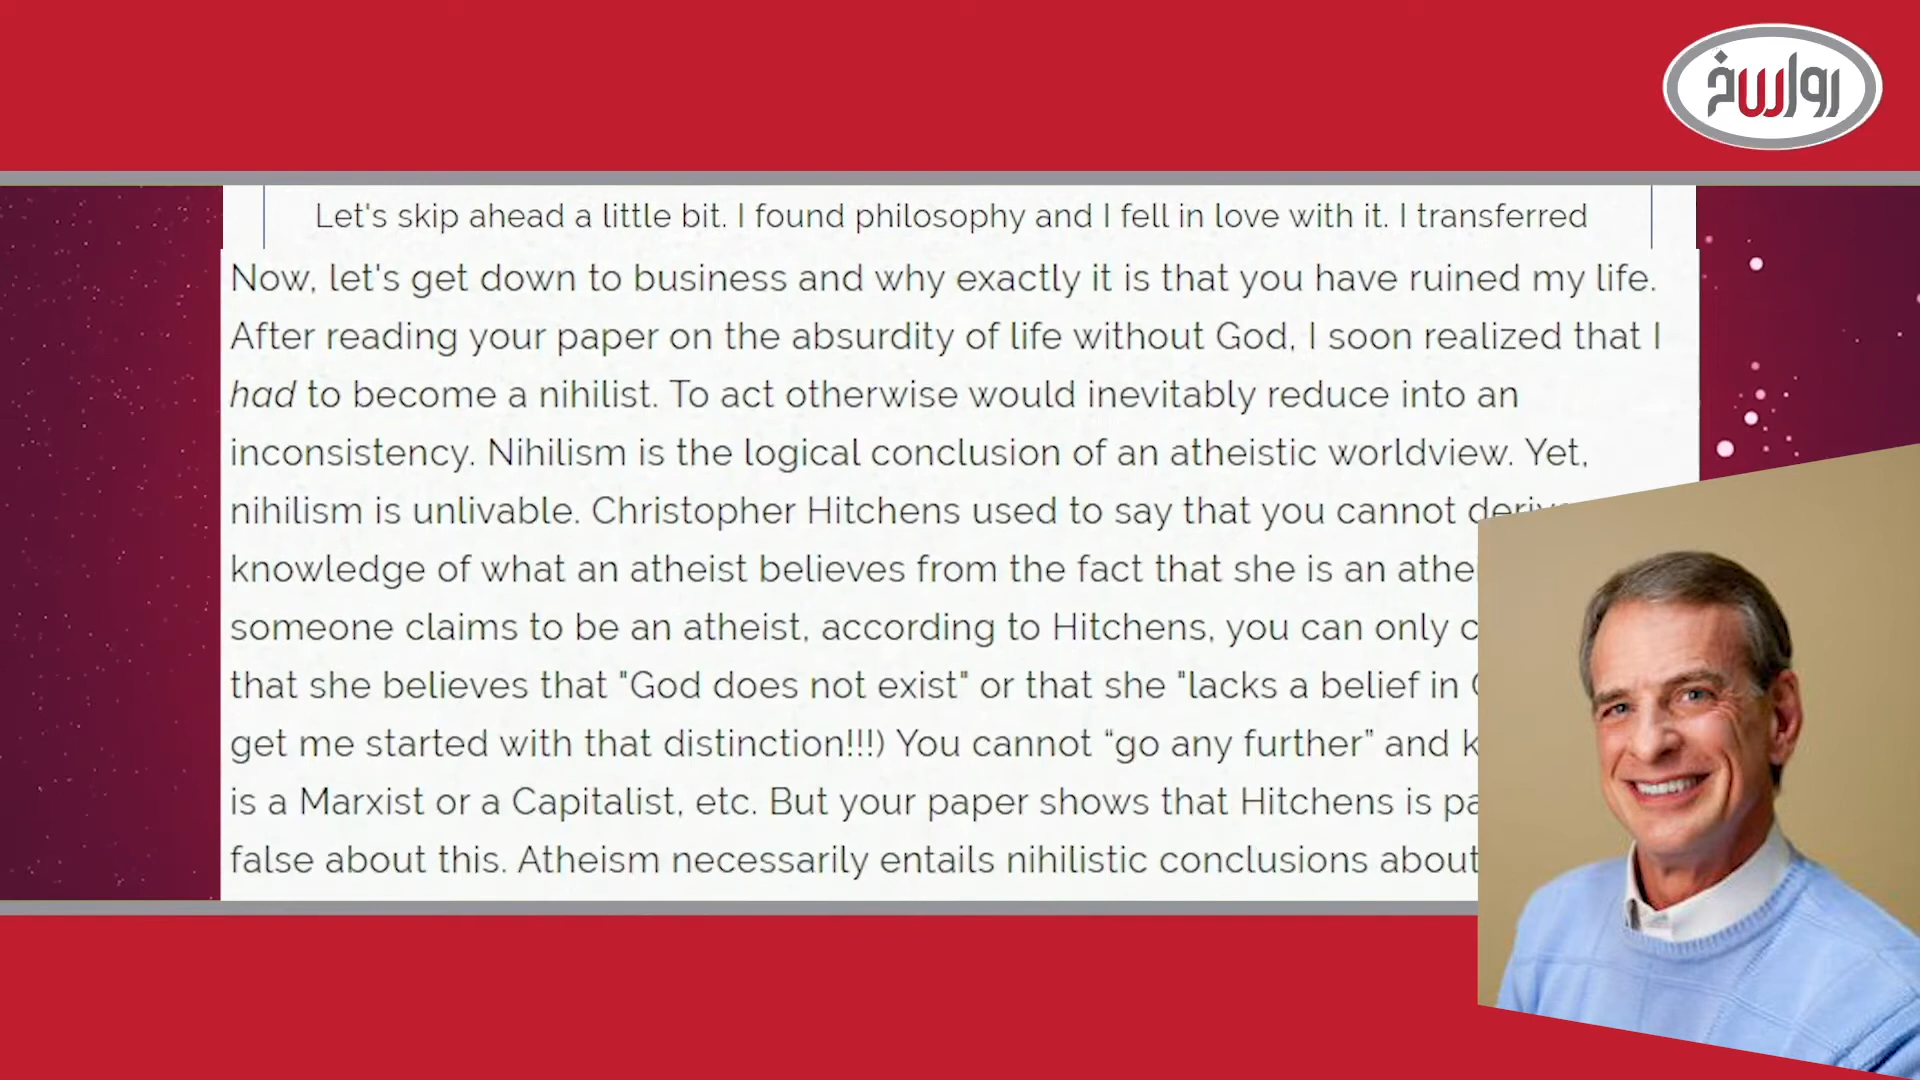 رواسخ
Let's skip ahead a little bit. I found philosophy and I fell in love with it. I transferred
Now, let's get down to business and why exactly it is that you have ruined my life.
After reading your paper on the absurdity of life without God, I soon realized that I
had to become a nihilist. To act otherwise would inevitably reduce into an
inconsistency. Nihilism is the logical conclusion of an atheistic worldview. Yet,
nihilism is unlivable. Christopher Hitchens used to say that you cannot
knowledge of what an atheist believes from the fact that she is an
someone claims to be an atheist, according to Hitchens, you can only
that she believes that "God does not exist" or that she "lacks a belief in
get me started with that distinction!!!) You cannot “go any further” and
is a Marxist or a Capitalist, etc. But your paper shows that Hitchens is
false about this. Atheism necessarily entails nihilistic conclusions about